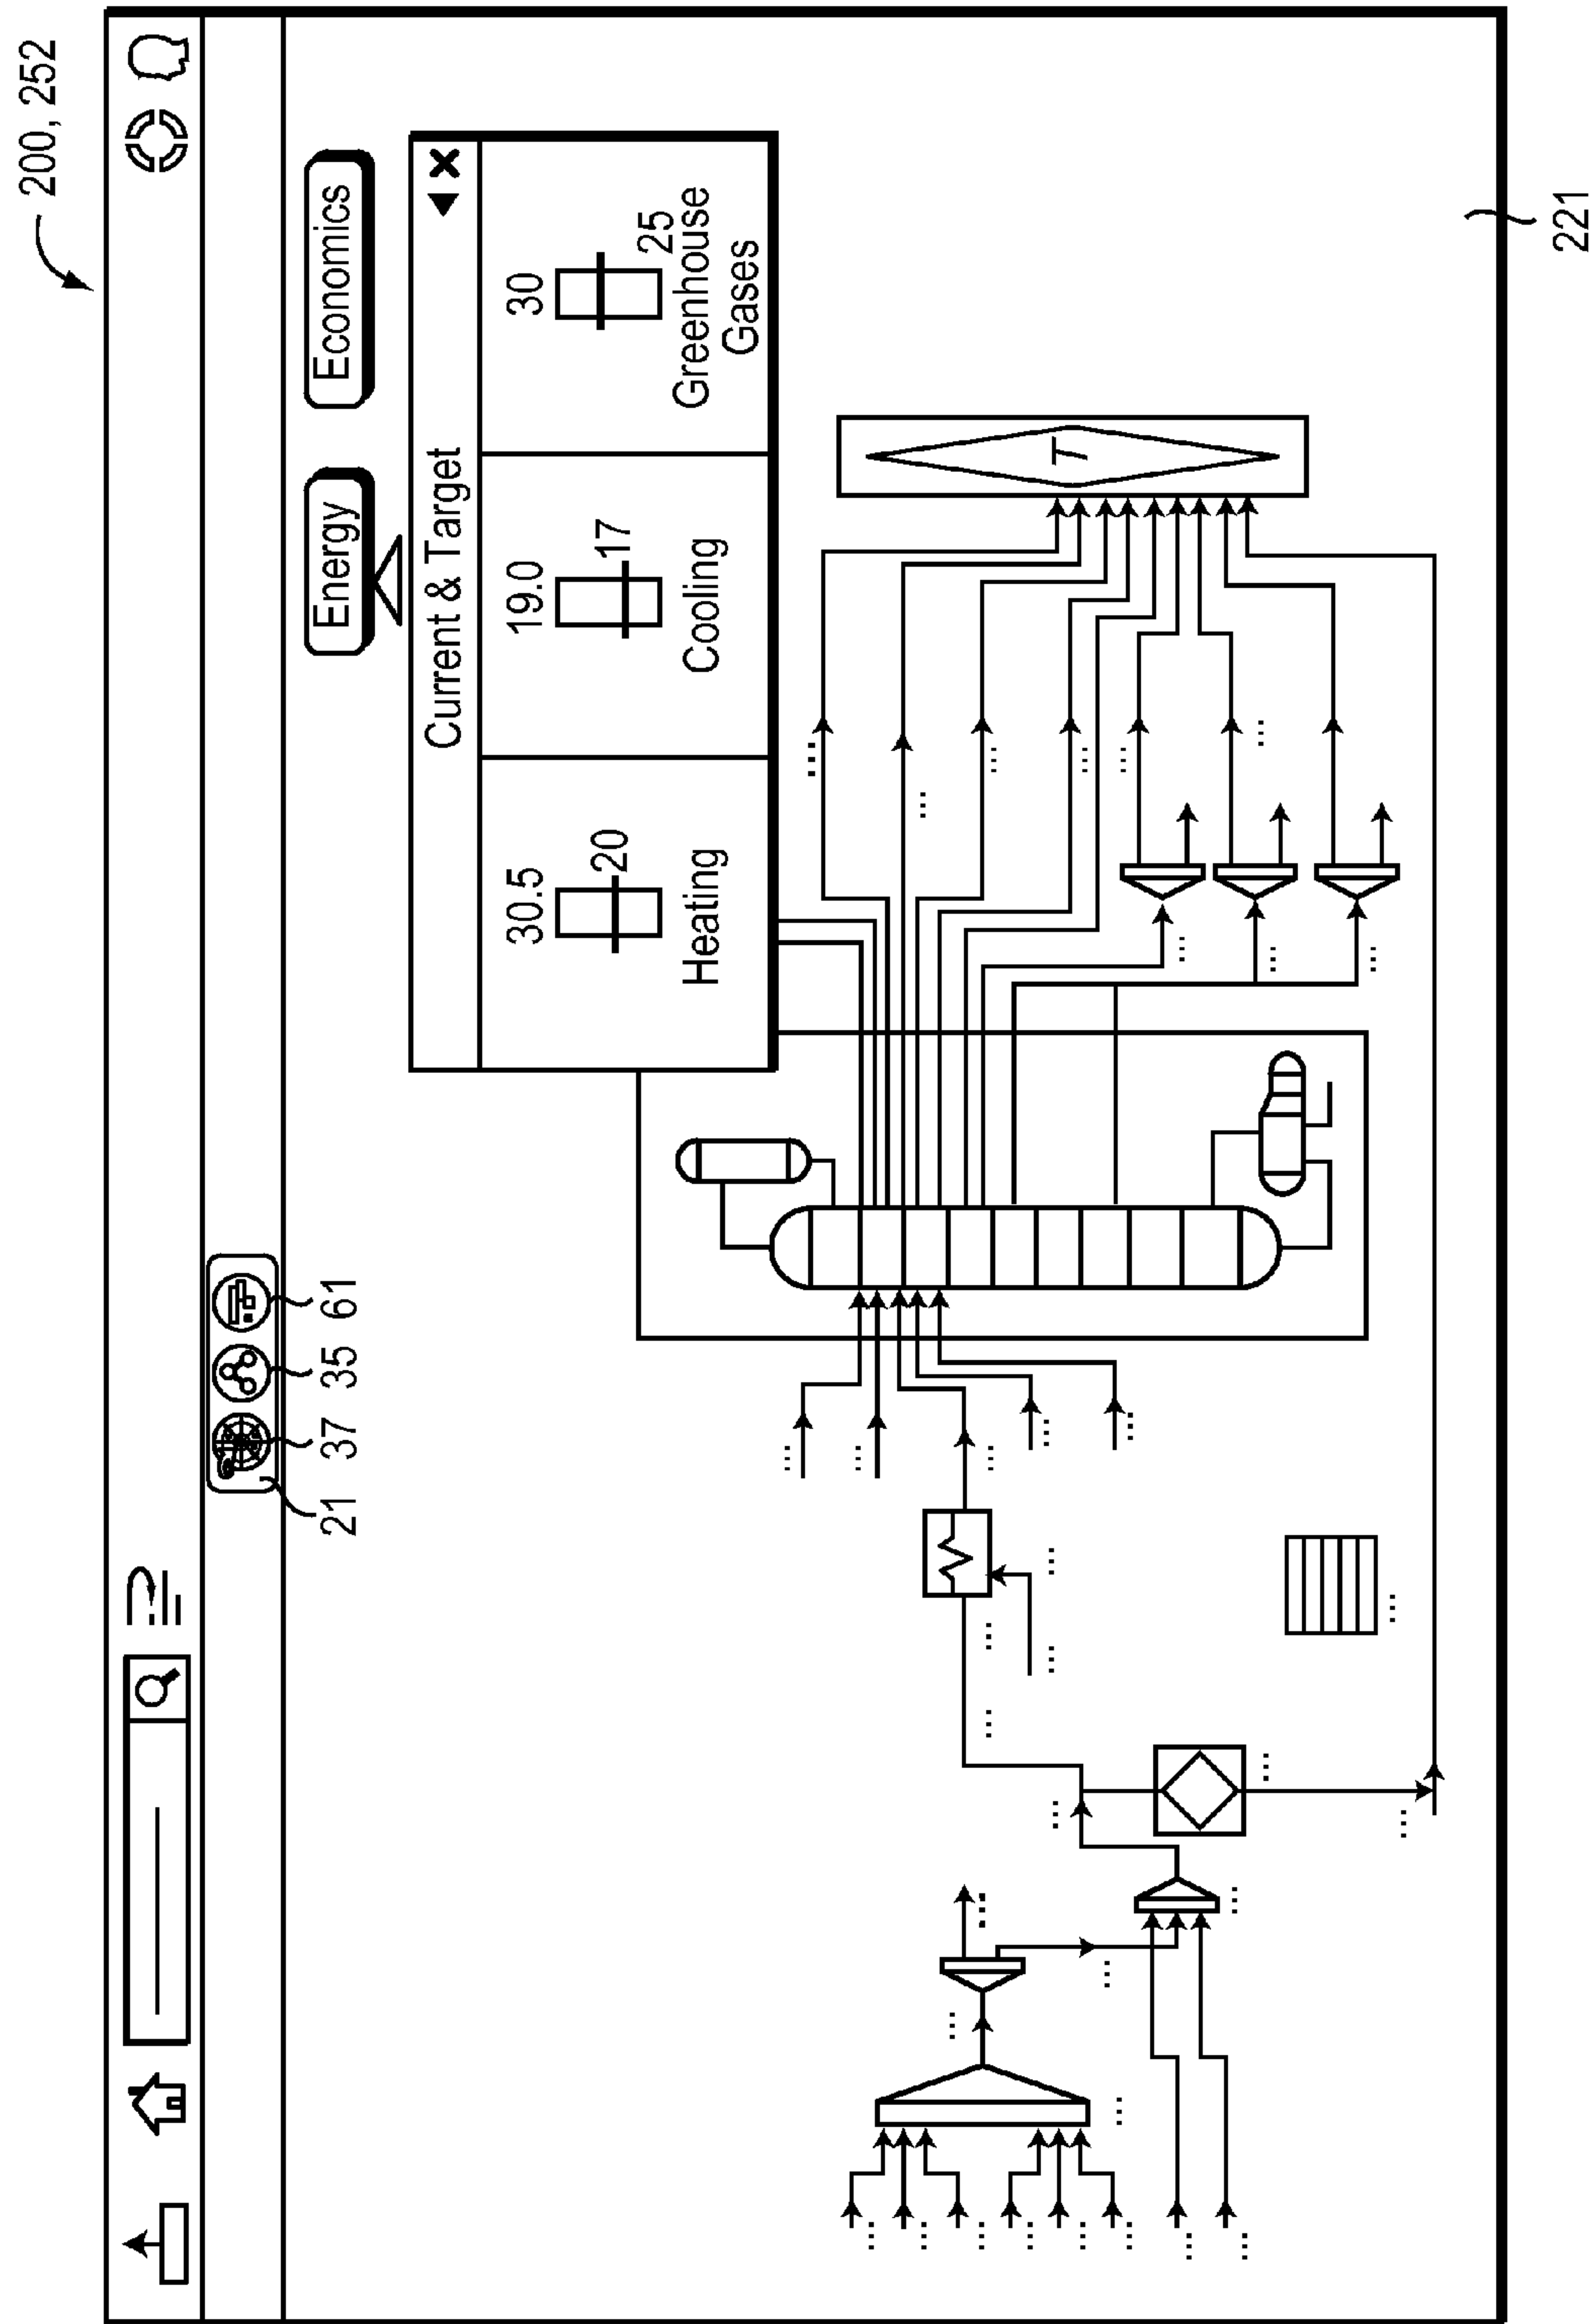 200, 252
21 37 35 61
Energy
Economics
Current & Target
30.5
20
Heating
19.0
17
Cooling
30
25
Greenhouse
Gases
T
221